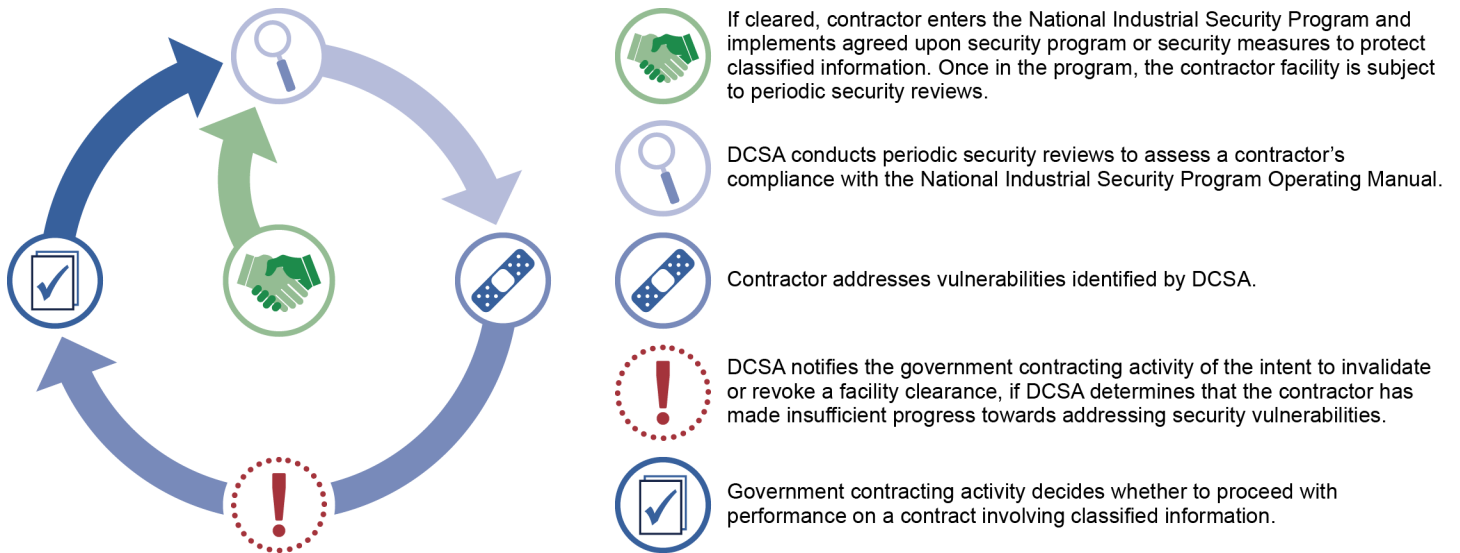 If cleared, contractor enters the National Industrial Security Program and
implements agreed upon security program or security measures to protect
classified information. Once in the program, the contractor facility is subject
to periodic security reviews.
DCSA conducts periodic security reviews to assess a contractor’s
compliance with the National Industrial Security Program Operating Manual.
Contractor addresses vulnerabilities identified by DCSA.
DCSA notifies the government contracting activity of the intent to invalidate
or revoke a facility clearance, if DCSA determines that the contractor has
made insufficient progress towards addressing security vulnerabilities.
Government contracting activity decides whether to proceed with
performance on a contract involving classified information.